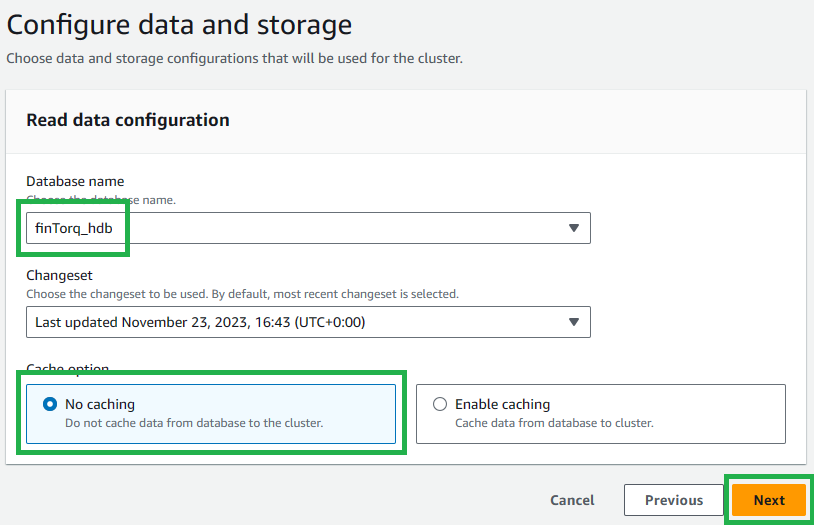 Configure data and storage
Choose data and storage configurations that will be used for the cluster.
Read data configuration
Database name
Choose the database name.
finTorq_hdb
Changeset
Choose the changeset to be used. By default, most recent changeset is selected.
Last updated November 23, 2023, 16:43 (UTC+0:00)
Cache option
No caching
Do not cache data from database to the cluster.
Enable caching
Cache data from database to cluster.
Cancel
Previous
Next